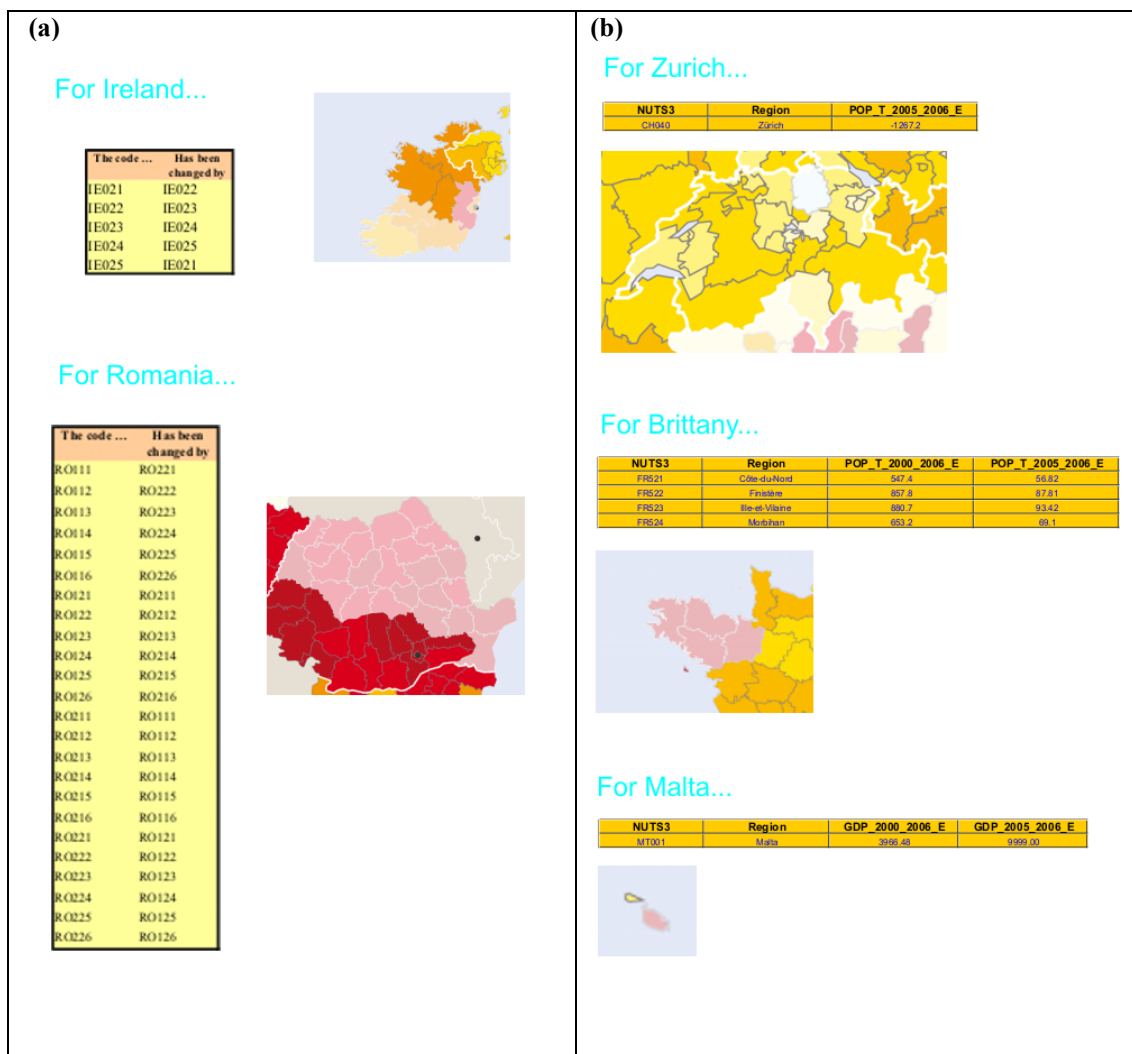 (a)
For Ireland...
The code ... Has been
changed by
IE021 IE022
IE022 IE023
IE023 IE024
IE024 IE025
IE025 IE021
For Romania...
The code ... Has been
changed by
RO111 RO221
RO112 RO222
RO113 RO223
RO114 RO224
RO115 RO225
RO116 RO226
RO121 RO211
RO122 RO212
RO123 RO213
RO124 RO214
RO125 RO215
RO126 RO216
RO211 RO111
RO212 RO112
RO213 RO113
RO214 RO114
RO215 RO115
RO216 RO116
RO221 RO121
RO222 RO122
RO223 RO123
RO224 RO124
RO225 RO125
RO226 RO126
(b)
For Zurich...
NUTS3 Region POP_T_2005_2006_E
CH040 Zürich -1267.2
For Brittany...
NUTS3 Region POP_T_2000_2006_E POP_T_2005_2006_E
FR521 Côte-du-Nord 547.4 56.82
FR522 Finistère 857.8 87.81
FR523 Ille-et-Vilaine 880.7 93.42
FR524 Morbihan 653.2 69.1
For Malta...
NUTS3 Region GDP_2000_2006_E GDP_2005_2006_E
MT001 Malta 3966.48 9999.00